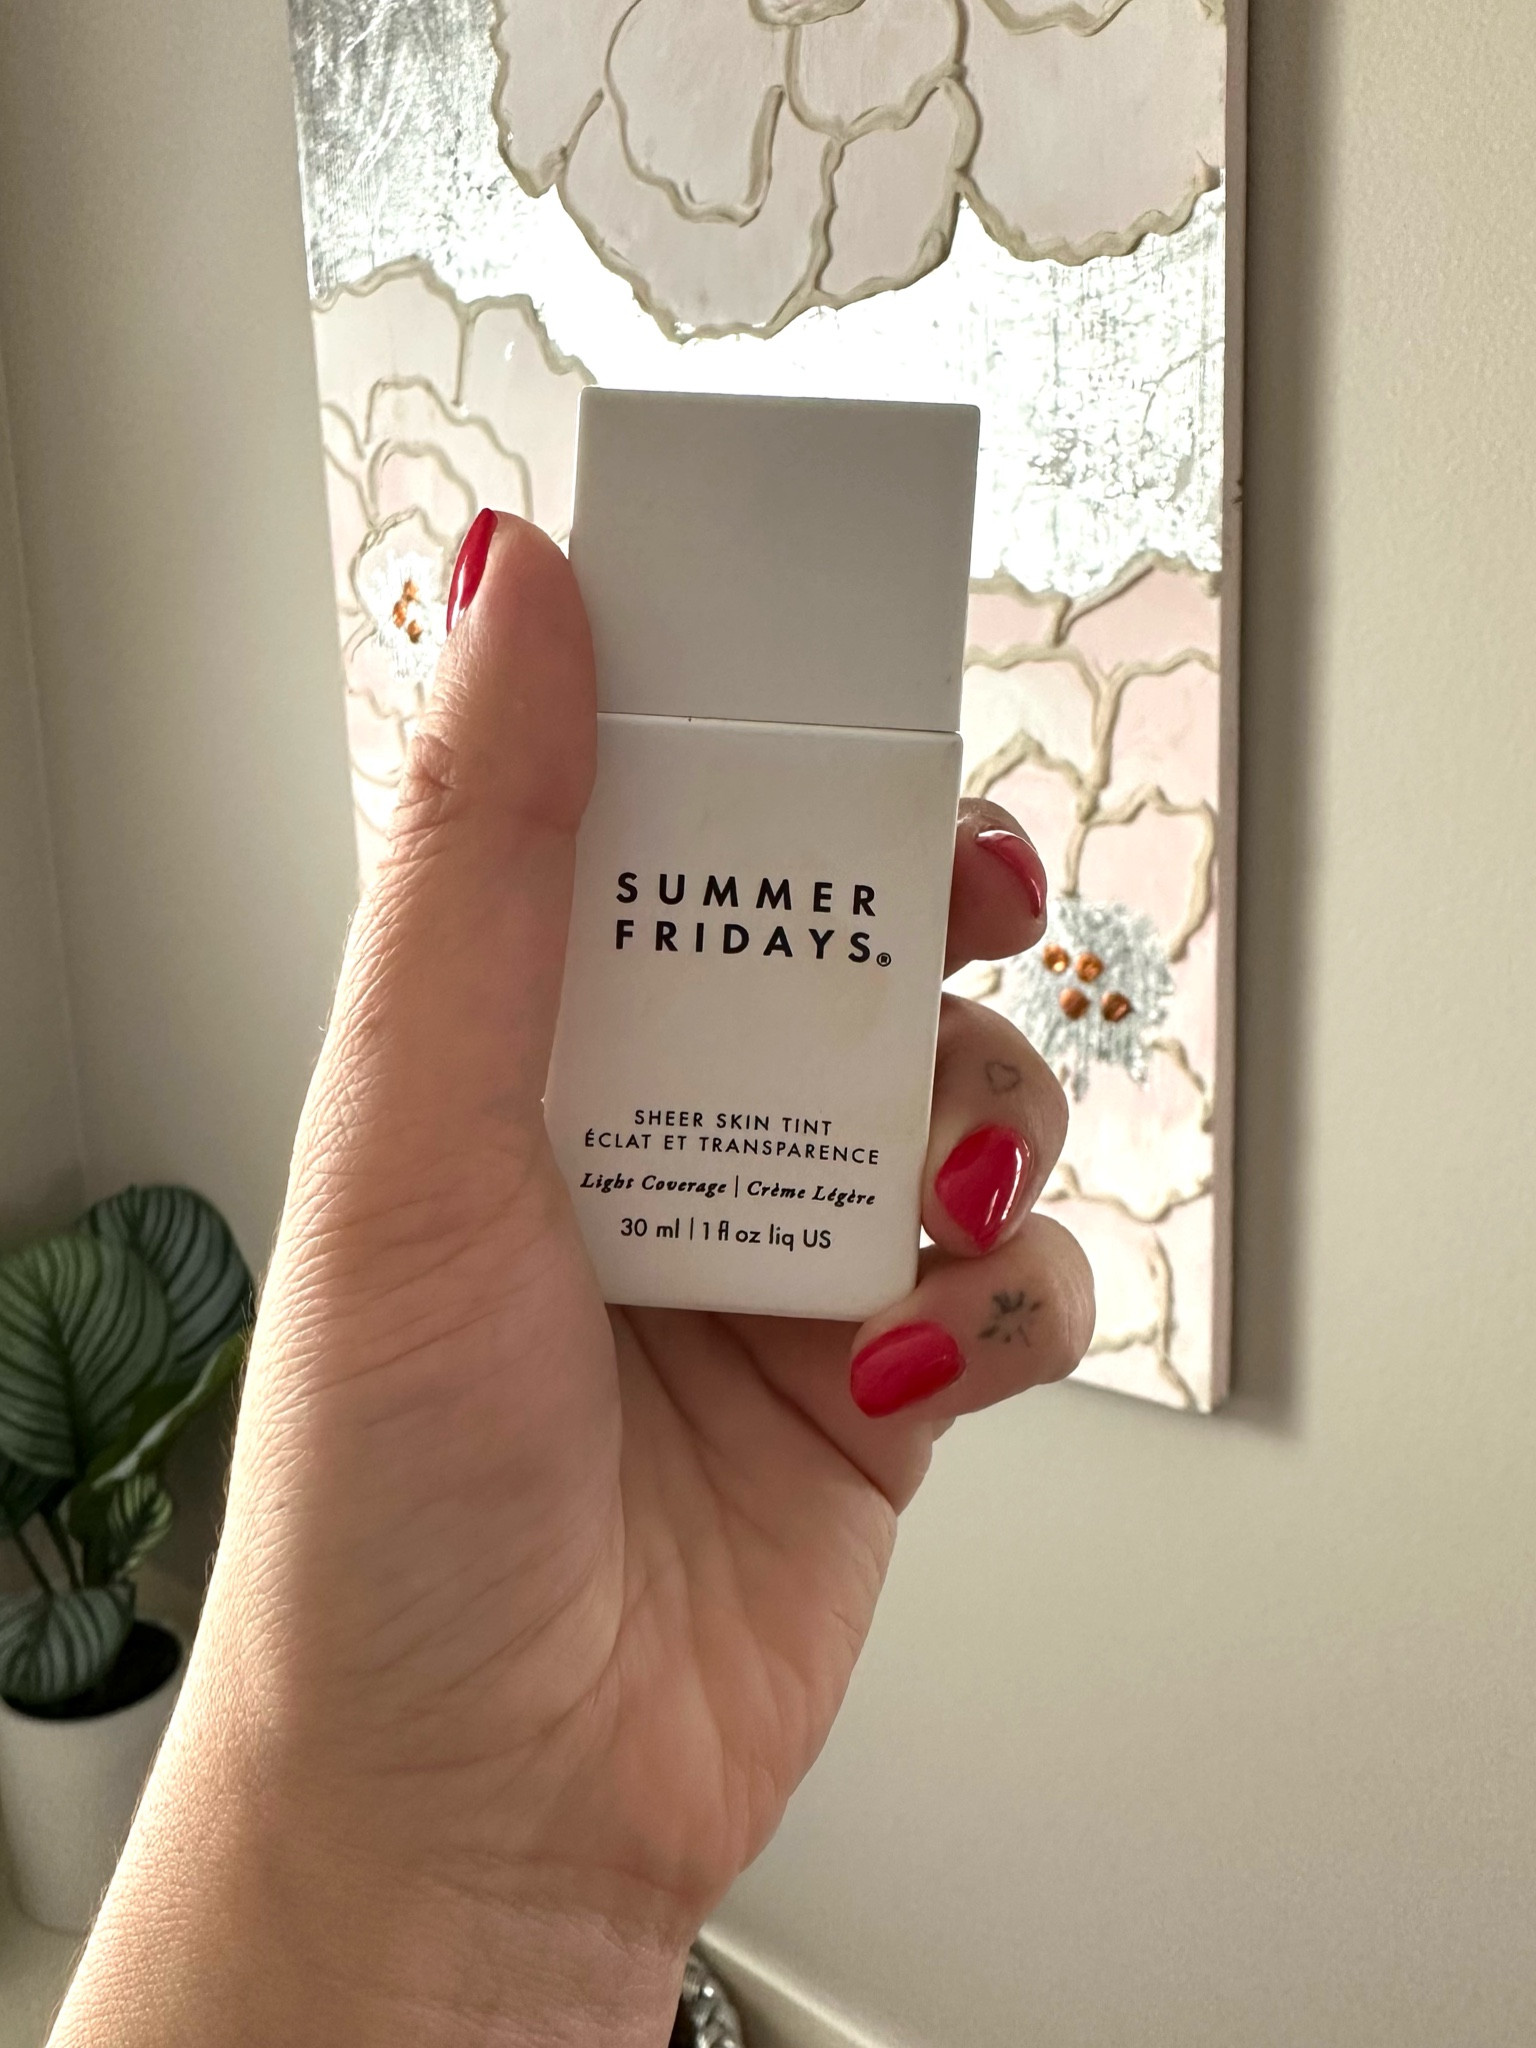 SUMMER
FRIDAYS®
SHEER SKIN TINT
ÉCLAT ET TRANSPARENCE
Light Coverage | Crème Légère
30 ml | 1 fl oz liq US